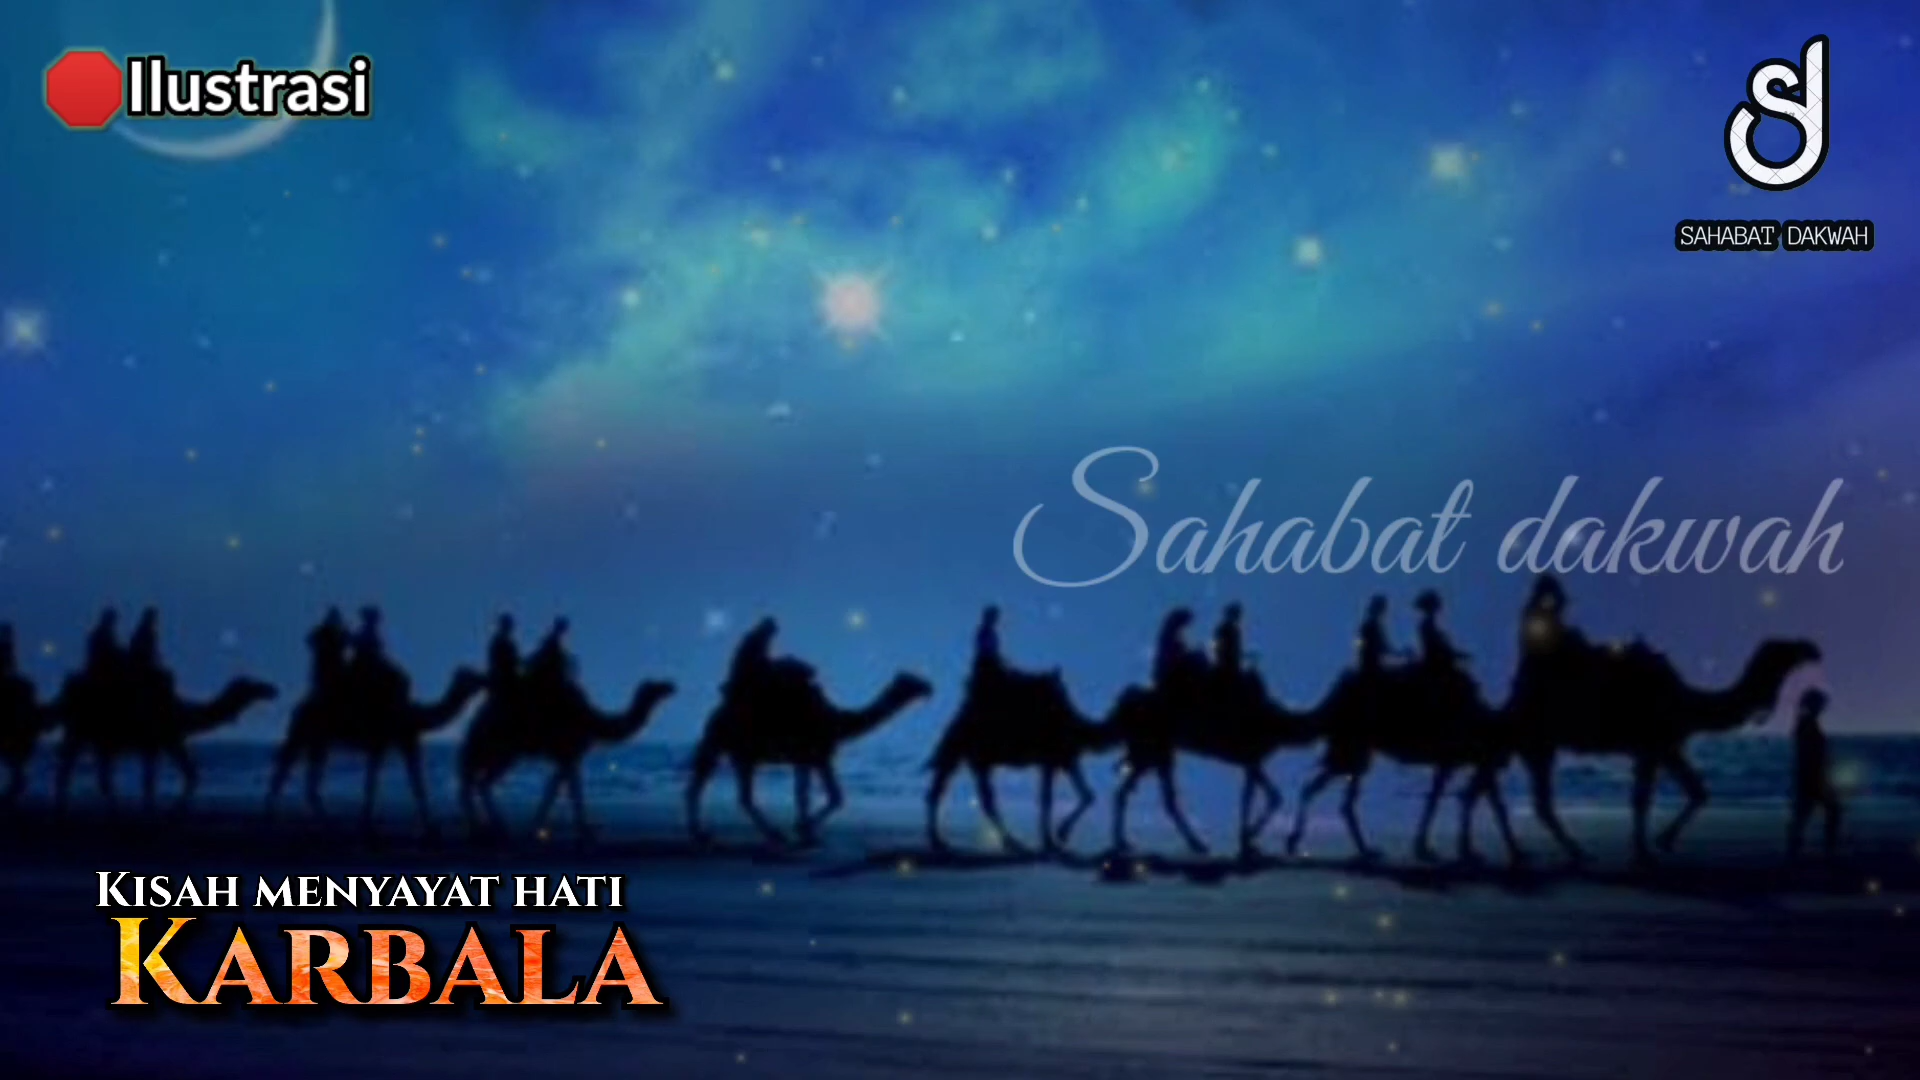 Ilustrasi
SAHABAT DAKWAH
Sahabat dakwah
KISAH MENYAYAT HATI
KARBALA